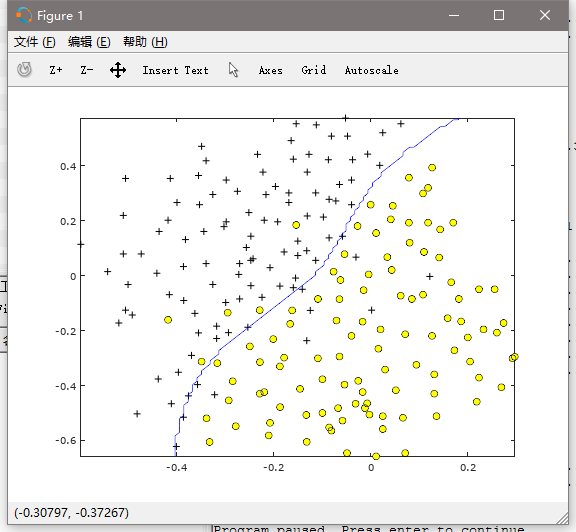 Figure 1
文件 (F) 编辑 (E) 帮助 (H)
Z+ Z- Insert Text Axes Grid Autoscale
0.4
0.2
0
-0.2
-0.4
-0.6
-0.4 -0.2 0 0.2
(-0.30797, -0.37267)
Program paused. Press enter to continue